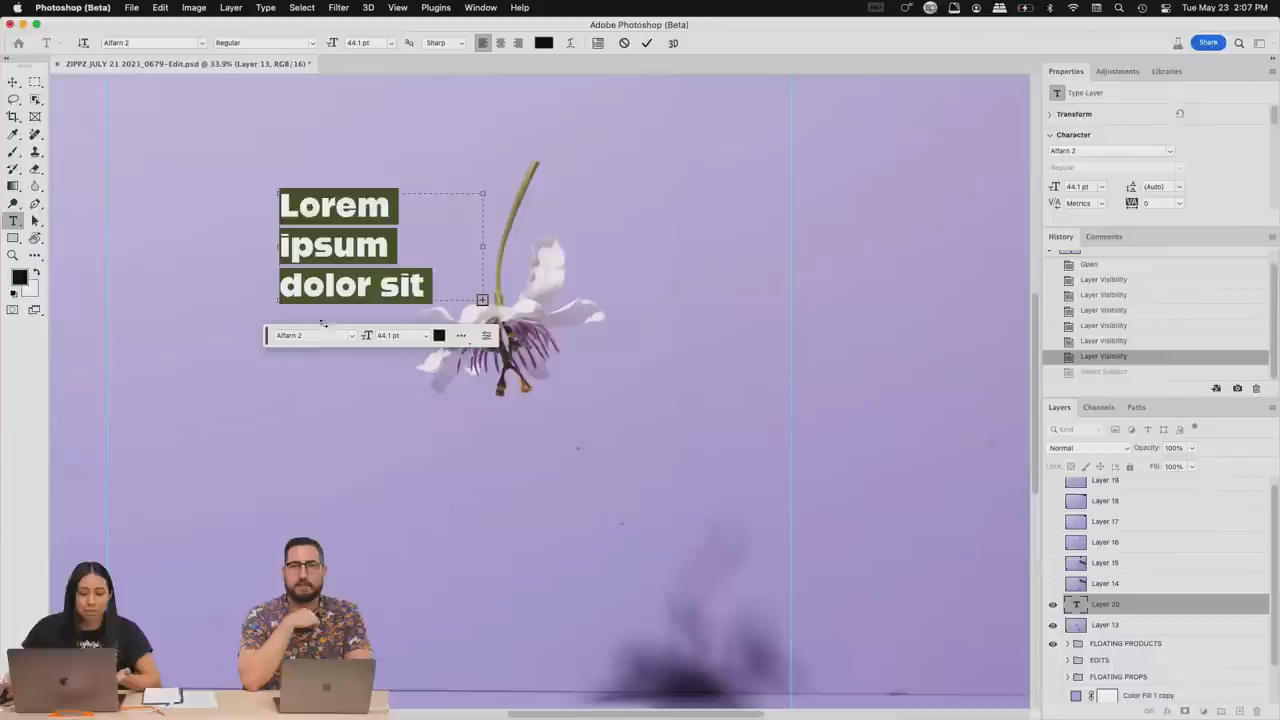 Photoshop (Beta) File Edit Image Layer Type Select Filter 3D View Plugins Window Help Tue May 23 2:07 PM
Adobe Photoshop (Beta)
Alfarn 2 Regular 44.1 pt Sharp 3D Share
ZIPPZ JULY 21 2021_0679-Edit.psd @ 33.9% (Layer 13, RGB/16) *
Properties Adjustments Libraries
Type Layer
Transform
Character
Alfarn 2
Regular
44.1 pt (Auto)
Metrics 0
History Comments
Open
Layer Visibility
Layer Visibility
Layer Visibility
Layer Visibility
Layer Visibility
Layer Visibility
Select Subject
Layers Channels Paths
Kind
Normal Opacity: 100%
Lock: Fill: 100%
Layer 19
Layer 18
Layer 17
Layer 16
Layer 15
Layer 14
Layer 20
Layer 13
FLOATING PRODUCTS
EDITS
FLOATING PROPS
Color Fill 1 copy
Lorem
ipsum
dolor sit
Alfarn 2 44.1 pt